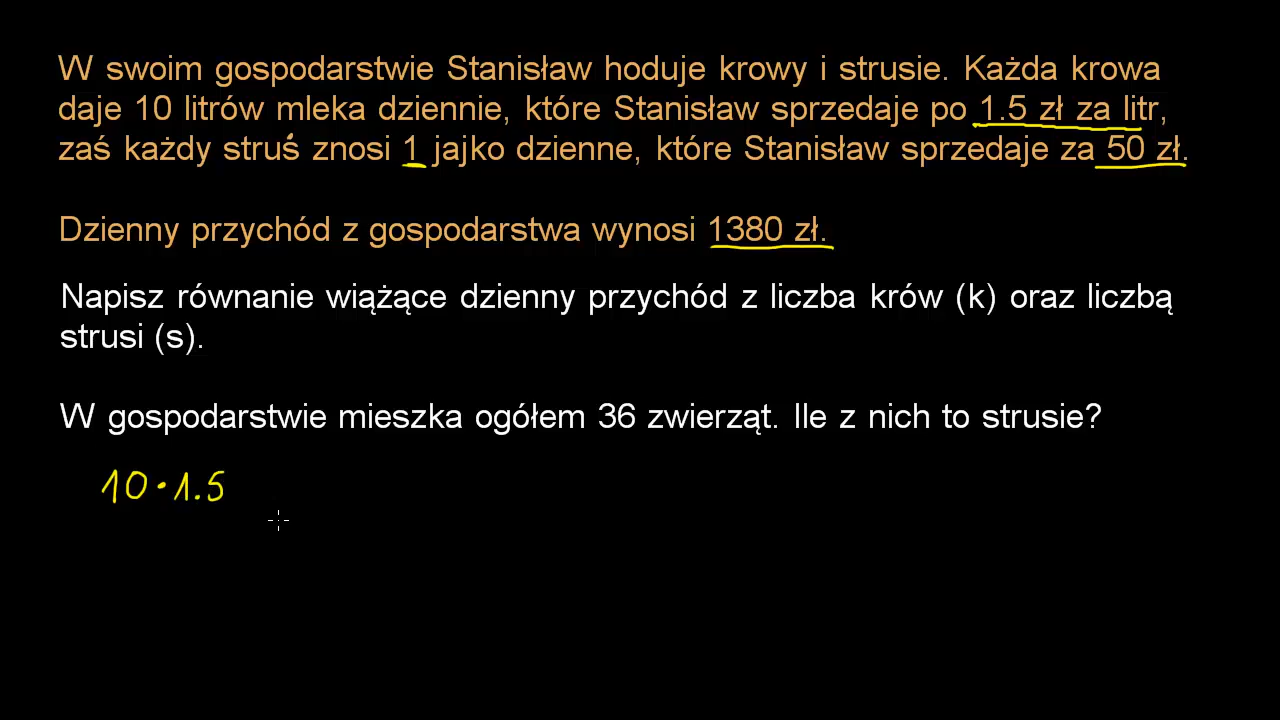 W swoim gospodarstwie Stanisław hoduje krowy i strusie. Każda krowa
daje 10 litrów mleka dziennie, które Stanisław sprzedaje po 1.5 zł za litr,
zaś każdy struś znosi 1 jajko dzienne, które Stanisław sprzedaje za 50 zł.
Dzienny przychód z gospodarstwa wynosi 1380 zł.
Napisz równanie wiążące dzienny przychód z liczba krów (k) oraz liczbą
strusi (s).
W gospodarstwie mieszka ogółem 36 zwierząt. Ile z nich to strusie?
10 · 1.5